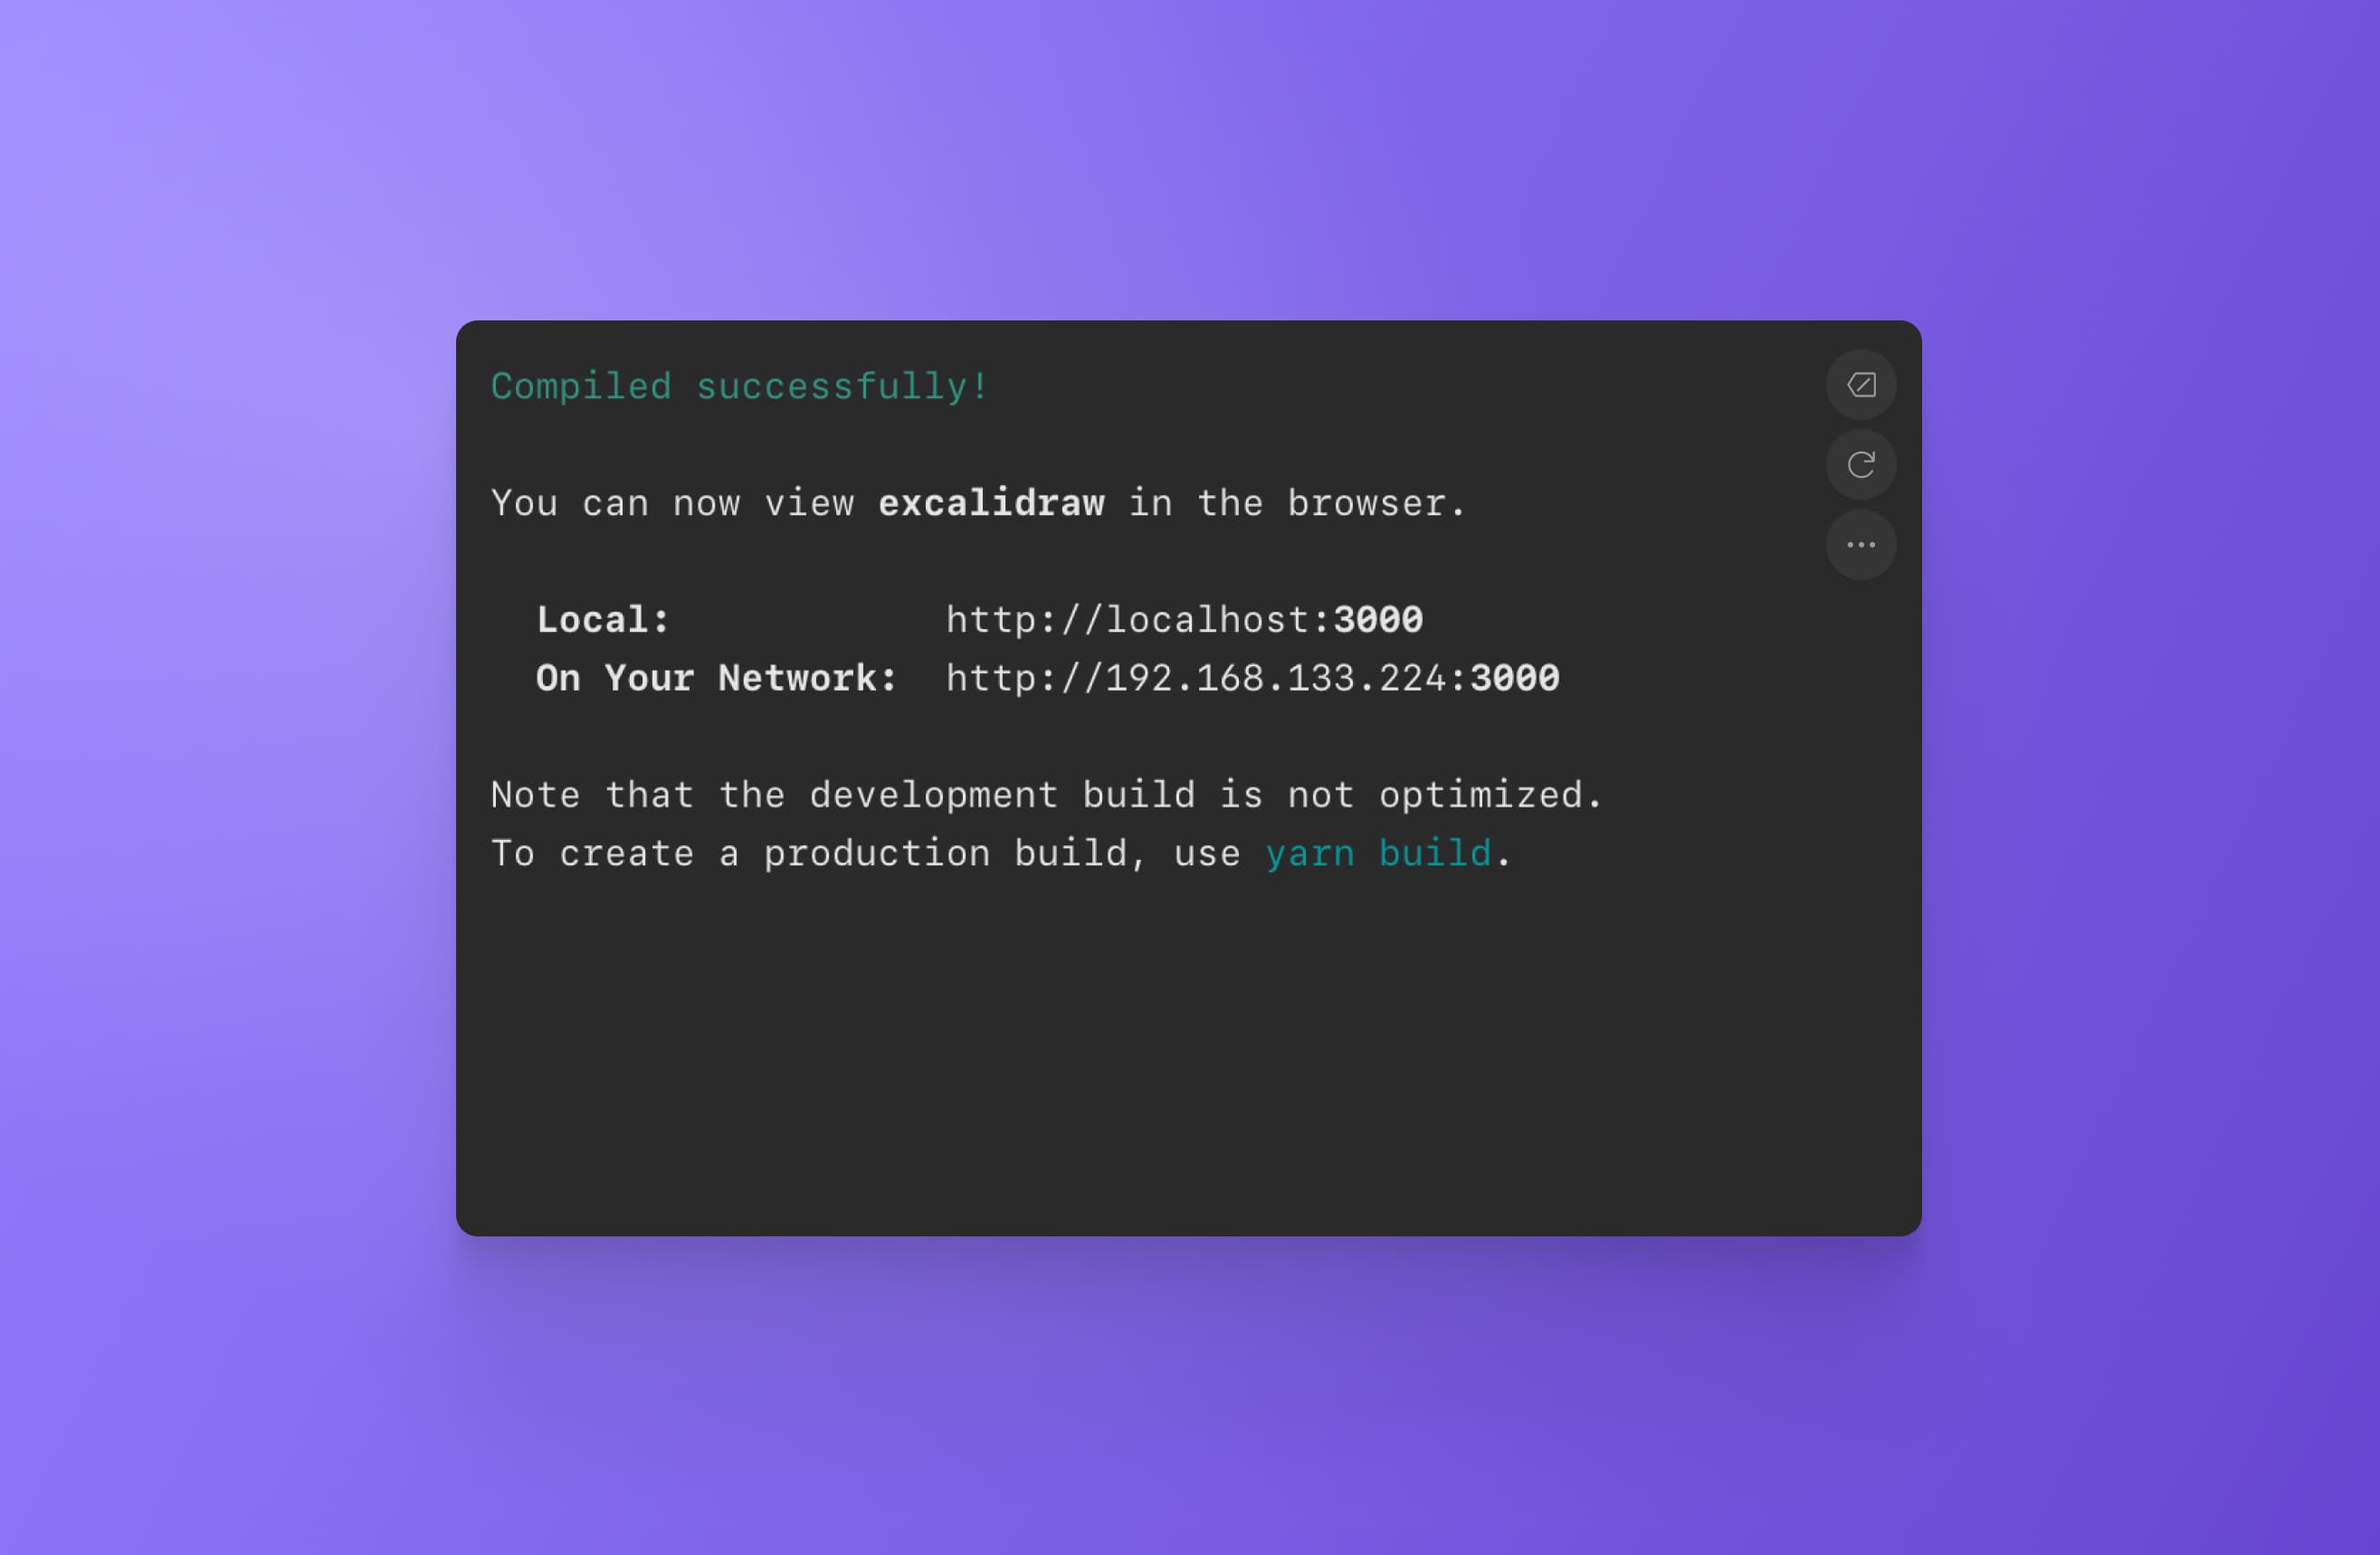 Compiled successfully!
You can now view excalidraw in the browser.
Local: http://localhost:3000
On Your Network: http://192.168.133.224:3000
Note that the development build is not optimized.
To create a production build, use yarn build.